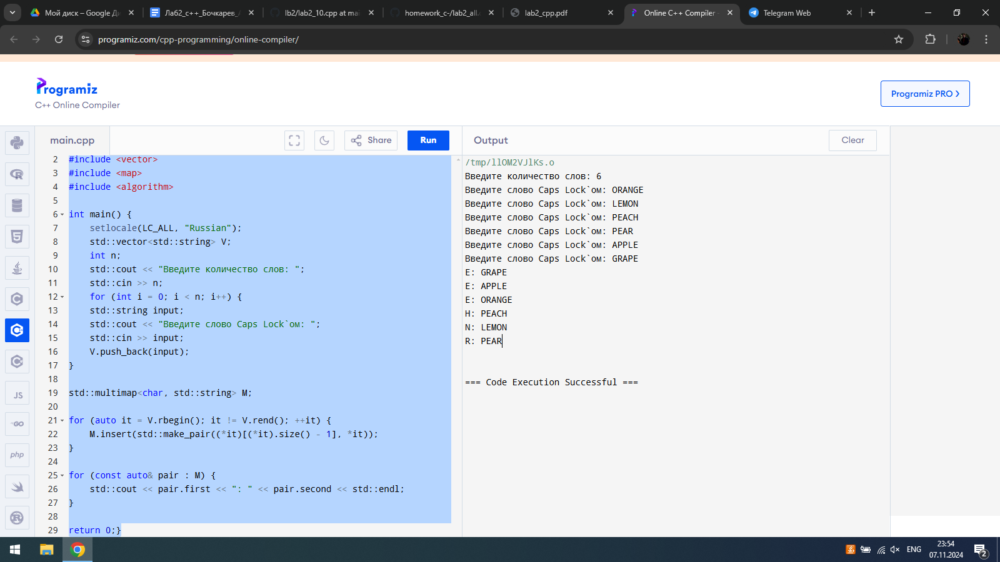 Мой диск – Google Ди
Лаб2_с++_Бочкарев_
lb2/lab2_10.cpp at mai
homework_c-/lab2_all.
lab2_cpp.pdf
Online C++ Compiler -
Telegram Web
programiz.com/cpp-programming/online-compiler/
Programiz
C++ Online Compiler
Programiz PRO >
main.cpp
Share
Run
Output
Clear
2 #include <vector>
3 #include <map>
4 #include <algorithm>
5
6 int main() {
7 setlocale(LC_ALL, "Russian");
8 std::vector<std::string> V;
9 int n;
10 std::cout << "Введите количество слов: ";
11 std::cin >> n;
12 for (int i = 0; i < n; i++) {
13 std::string input;
14 std::cout << "Введите слово Caps Lock`ом: ";
15 std::cin >> input;
16 V.push_back(input);
17 }
18
19 std::multimap<char, std::string> M;
20
21 for (auto it = V.rbegin(); it != V.rend(); ++it) {
22 M.insert(std::make_pair((*it)[(*it).size() - 1], *it));
23 }
24
25 for (const auto& pair : M) {
26 std::cout << pair.first << ": " << pair.second << std::endl;
27 }
28
29 return 0;}
/tmp/llOM2VJlKs.o
Введите количество слов: 6
Введите слово Caps Lock`ом: ORANGE
Введите слово Caps Lock`ом: LEMON
Введите слово Caps Lock`ом: PEACH
Введите слово Caps Lock`ом: PEAR
Введите слово Caps Lock`ом: APPLE
Введите слово Caps Lock`ом: GRAPE
E: GRAPE
E: APPLE
E: ORANGE
H: PEACH
N: LEMON
R: PEAR
=== Code Execution Successful ===
JS
GO
php
ENG
23:54
07.11.2024
2